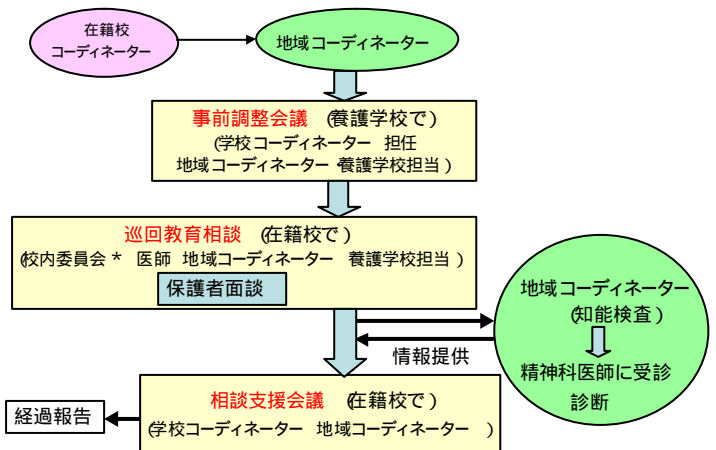 在籍校
コーディネーター
地域コーディネーター
事前調整会議 (養護学校で)
(学校コーディネーター 担任
地域コーディネーター 養護学校担当)
巡回教育相談 (在籍校で)
(校内委員会* 医師 地域コーディネーター 養護学校担当)
保護者面談
地域コーディネーター
(知能検査)
精神科医師に受診
診断
情報提供
相談支援会議 (在籍校で)
(学校コーディネーター 地域コーディネーター )
経過報告